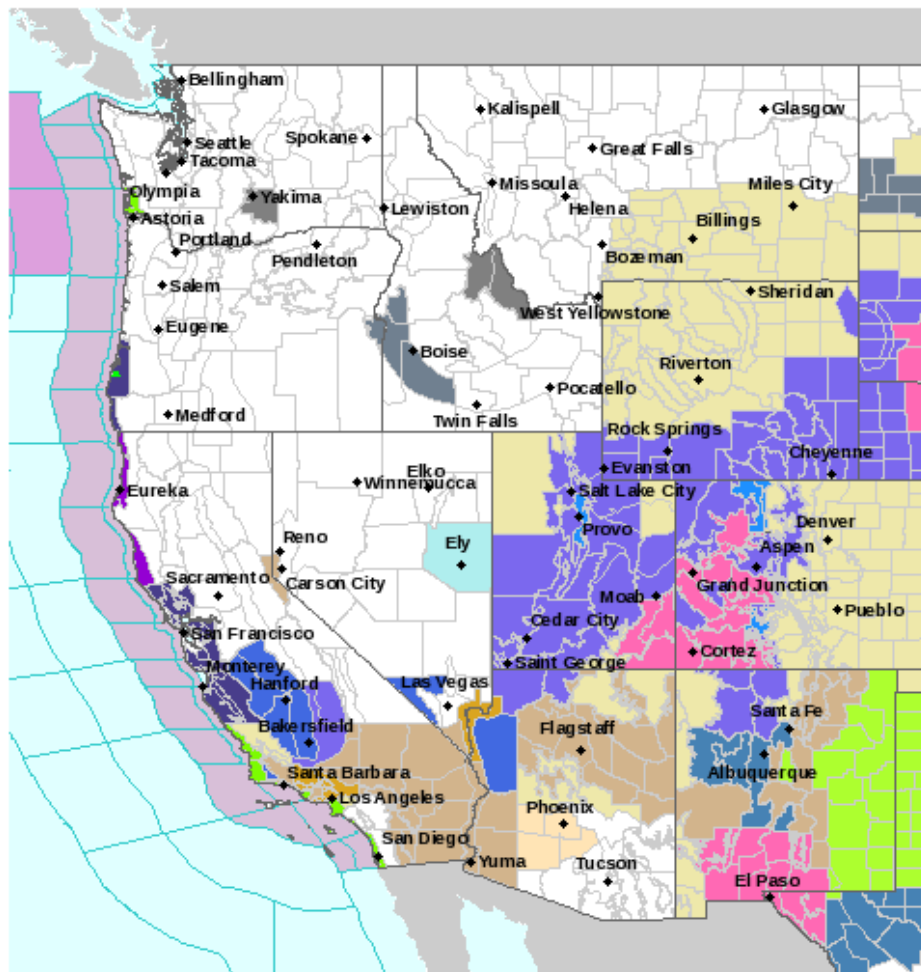 Bellingham
Kalispell
Glasgow
Seattle
Spokane
Great Falls
Tacoma
Missoula
Miles City
Olympia
Yakima
Lewiston
Helena
Astoria
Billings
Portland
Pendleton
Bozeman
Salem
Sheridan
West Yellowstone
Eugene
Boise
Riverton
Pocatello
Medford
Twin Falls
Rock Springs
Cheyenne
Elko
Evanston
Winnemucca
Eureka
Salt Lake City
Provo
Denver
Reno
Ely
Aspen
Sacramento
Carson City
Grand Junction
Moab
Pueblo
San Francisco
Cedar City
Cortez
Monterey
Saint George
Hanford
Las Vegas
Santa Fe
Bakersfield
Flagstaff
Albuquerque
Santa Barbara
Los Angeles
Phoenix
San Diego
Yuma
Tucson
El Paso